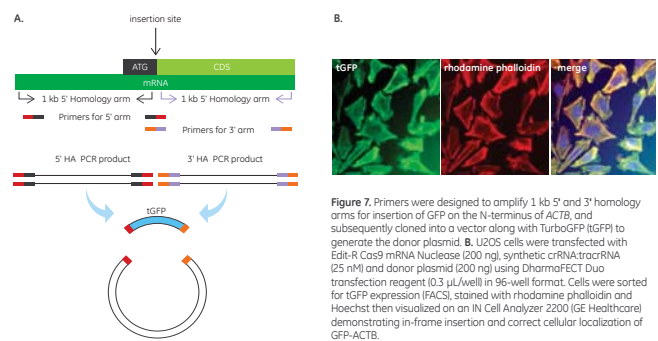 A.
insertion site
ATG
CDS
mRNA
1 kb 5' Homology arm
1 kb 5' Homology arm
Primers for 5' arm
Primers for 3' arm
5' HA PCR product
3' HA PCR product
tGFP
B.
tGFP
rhodamine phalloidin
merge
Figure 7. Primers were designed to amplify 1 kb 5' and 3' homology
arms for insertion of GFP on the N-terminus of ACTB, and
subsequently cloned into a vector along with TurboGFP (tGFP) to
generate the donor plasmid. B. U2OS cells were transfected with
Edit-R Cas9 mRNA Nuclease (200 ng), synthetic crRNA:tracrRNA
(25 nM) and donor plasmid (200 ng) using DharmaFECT Duo
transfection reagent (0.3 µL/well) in 96-well format. Cells were sorted
for tGFP expression (FACS), stained with rhodamine phalloidin and
Hoechst then visualized on an IN Cell Analyzer 2200 (GE Healthcare)
demonstrating in-frame insertion and correct cellular localization of
GFP-ACTB.